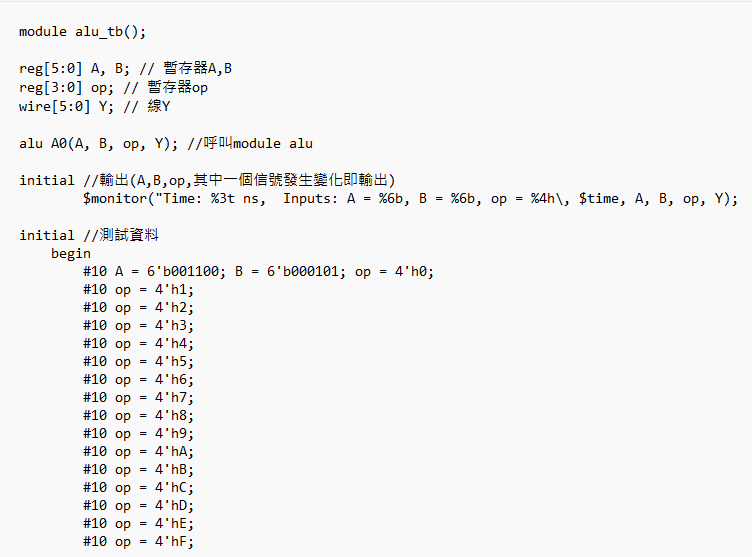 module alu_tb();
reg[5:0] A, B; // 暫存器A,B
reg[3:0] op; // 暫存器op
wire[5:0] Y; // 線Y
alu A0(A, B, op, Y); //呼叫module alu
initial //輸出(A,B,op,其中一個信號發生變化即輸出)
$monitor("Time: %3t ns,  Inputs: A = %6b, B = %6b, op = %4h\, $time, A, B, op, Y);
initial //測試資料
begin
#10 A = 6'b001100; B = 6'b000101; op = 4'h0;
#10 op = 4'h1;
#10 op = 4'h2;
#10 op = 4'h3;
#10 op = 4'h4;
#10 op = 4'h5;
#10 op = 4'h6;
#10 op = 4'h7;
#10 op = 4'h8;
#10 op = 4'h9;
#10 op = 4'hA;
#10 op = 4'hB;
#10 op = 4'hC;
#10 op = 4'hD;
#10 op = 4'hE;
#10 op = 4'hF;